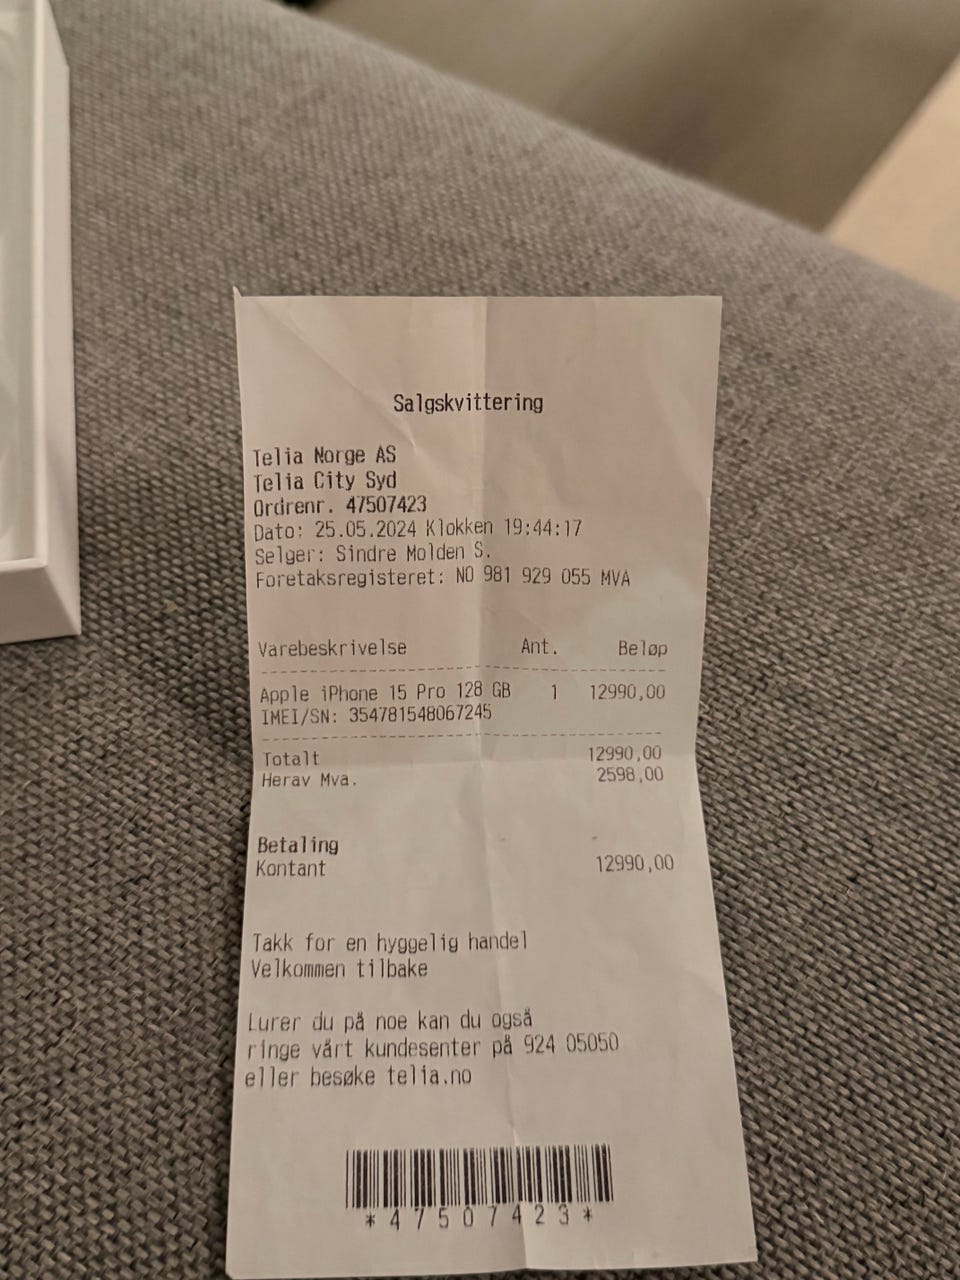 Salgskvittering
Telia Norge AS
Telia City Syd
Ordrenr. 47507423
Dato: 25.05.2024 Klokken 19:44:17
Selger: Sindre Molden S.
Foretaksregisteret: NO 981 929 055 MVA
Varebeskrivelse Ant. Beløp
Apple iPhone 15 Pro 128 GB 1 12990,00
IMEI/SN: 354781548067245
Totalt 12990,00
Herav Mva. 2598,00
Betaling
Kontant 12990,00
Takk for en hyggelig handel
Velkommen tilbake
Lurer du på noe kan du også
ringe vårt kundesenter på 924 05050
eller besøke telia.no
*47507423*